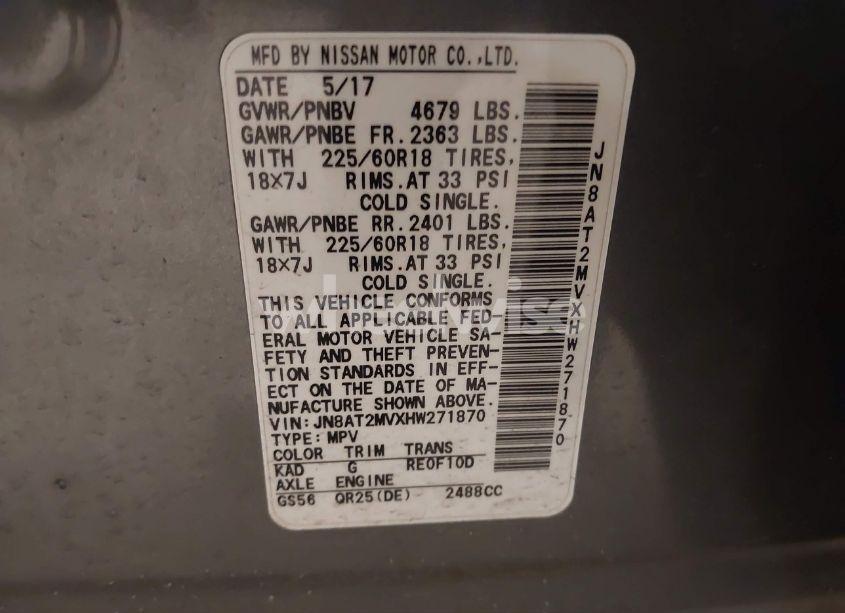 MFD BY NISSAN MOTOR CO.,LTD.
DATE 5/17
GVWR/PNBV 4679 LBS.
GAWR/PNBE FR.2363 LBS.
WITH 225/60R18 TIRES,
18X7J RIMS.AT 33 PSI
COLD SINGLE.
GAWR/PNBE RR.2401 LBS.
WITH 225/60R18 TIRES,
18X7J RIMS.AT 33 PSI
COLD SINGLE.
THIS VEHICLE CONFORMS
TO ALL APPLICABLE FED-
ERAL MOTOR VEHICLE SA-
FETY AND THEFT PREVEN-
TION STANDARDS IN EFF-
ECT ON THE DATE OF MA-
NUFACTURE SHOWN ABOVE.
VIN:JN8AT2MVXHW271870
TYPE:MPV
COLOR TRIM TRANS
KAD G RE0F10D
AXLE ENGINE
GS56 QR25(DE) 2488CC
JN8AT2MVXHW271870